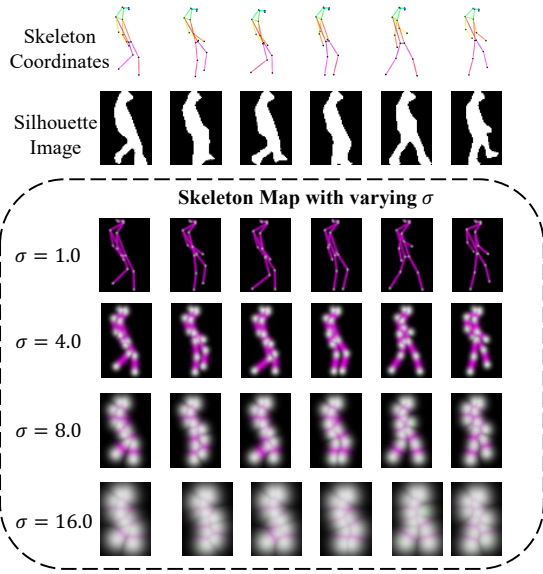 Skeleton
Coordinates
Silhouette
Image
Skeleton Map with varying σ
σ = 1.0
σ = 4.0
σ = 8.0
σ = 16.0